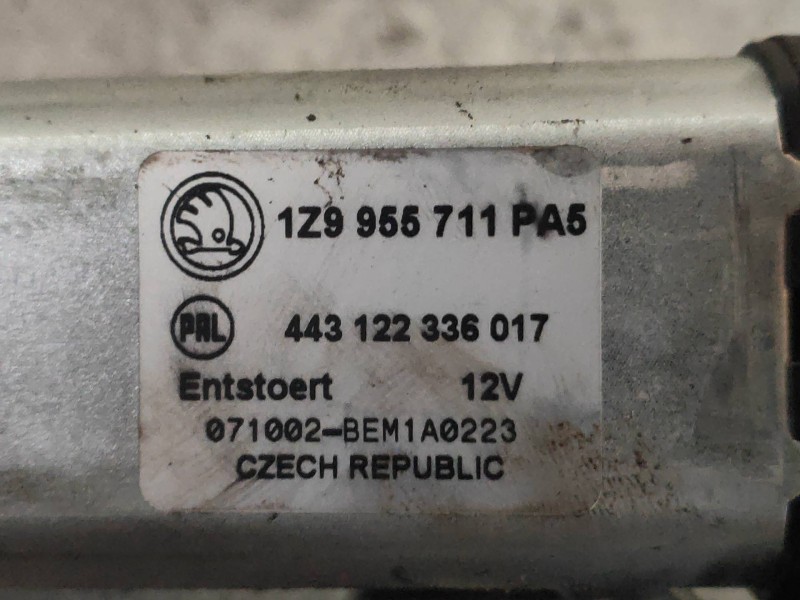 1Z9 955 711 PA5
PAL 443 122 336 017
Entstoert 12V
071002-BEM1A0223
CZECH REPUBLIC